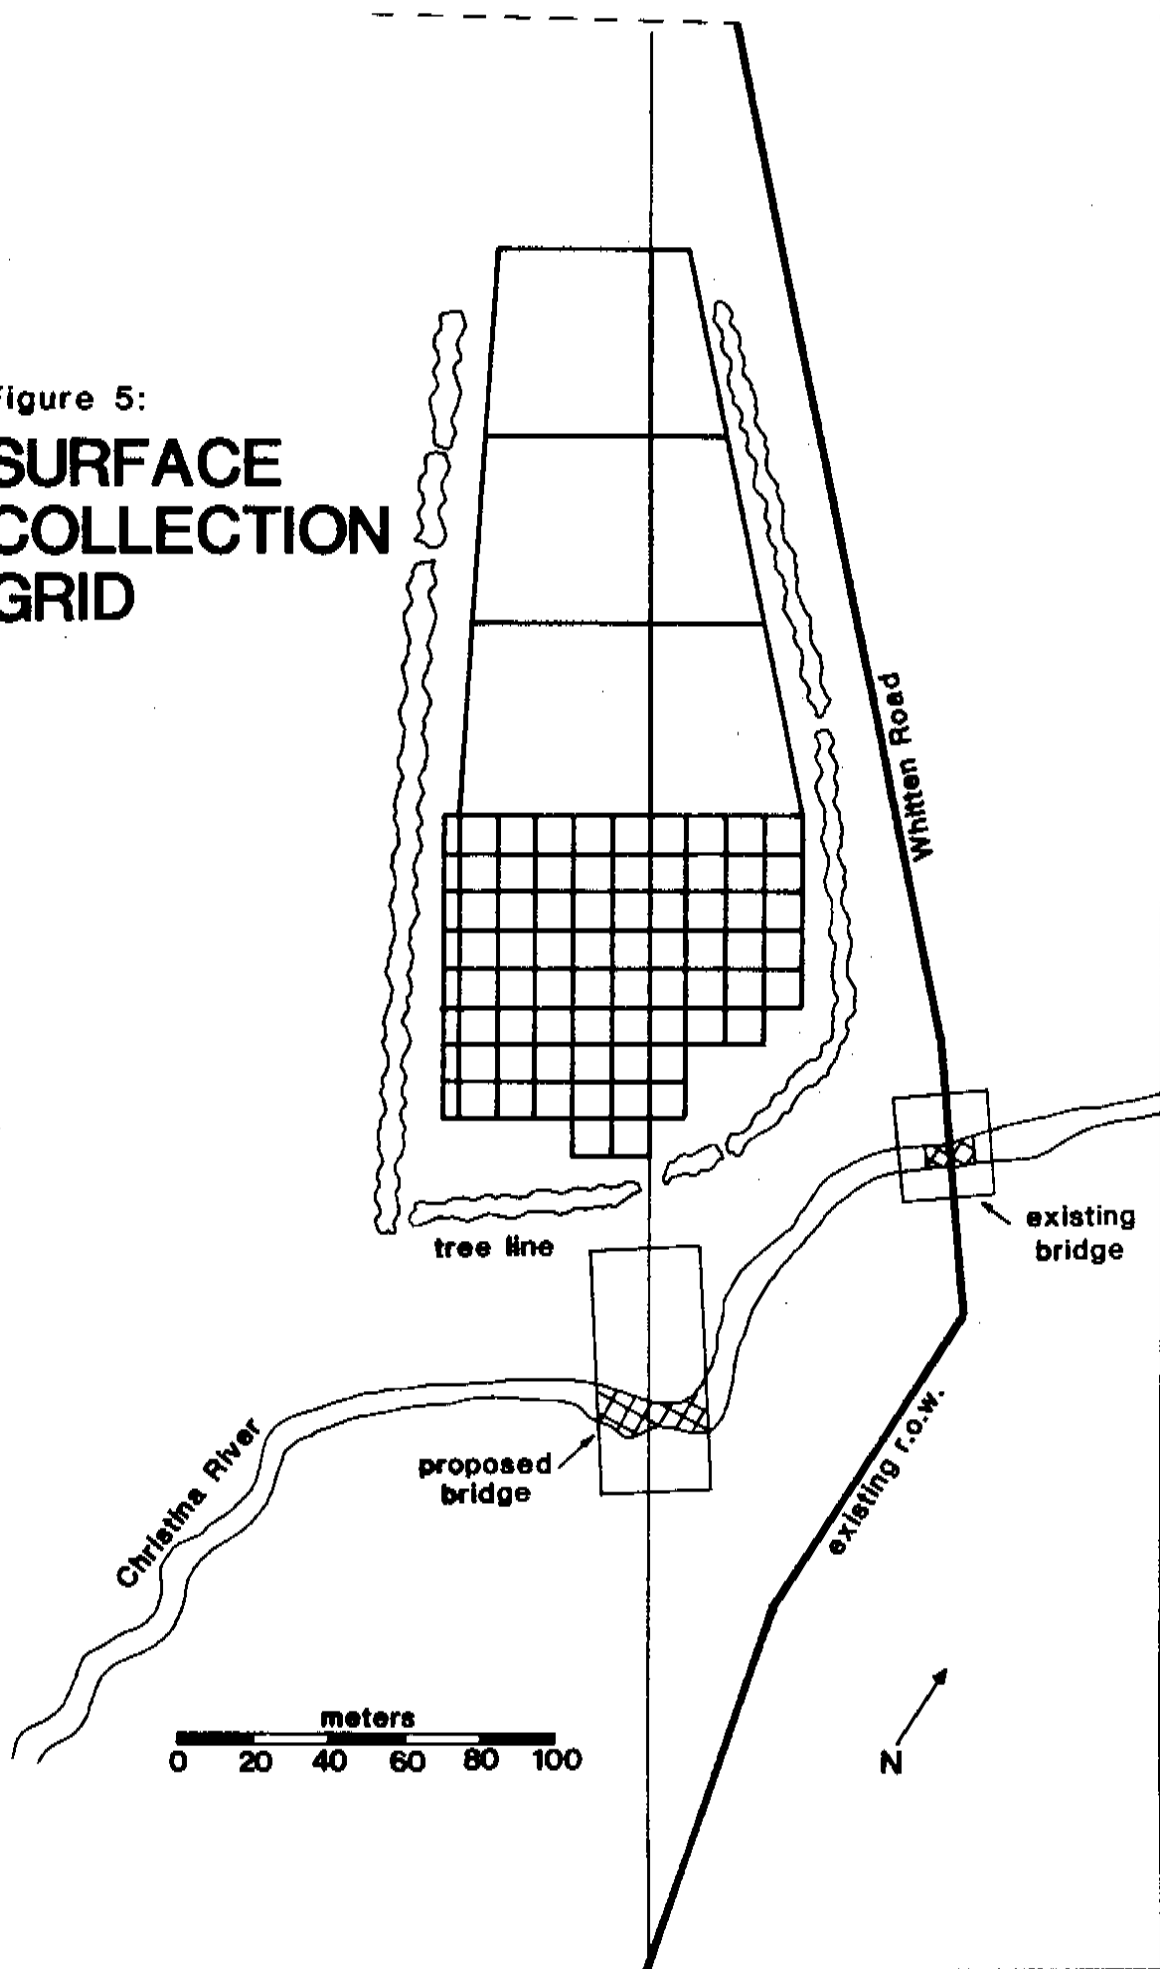 Figure 5:
SURFACE
COLLECTION
GRID
Whitten Road
existing
bridge
tree line
existing r.o.w.
proposed
bridge
Christina River
meters
0 20 40 60 80 100
N